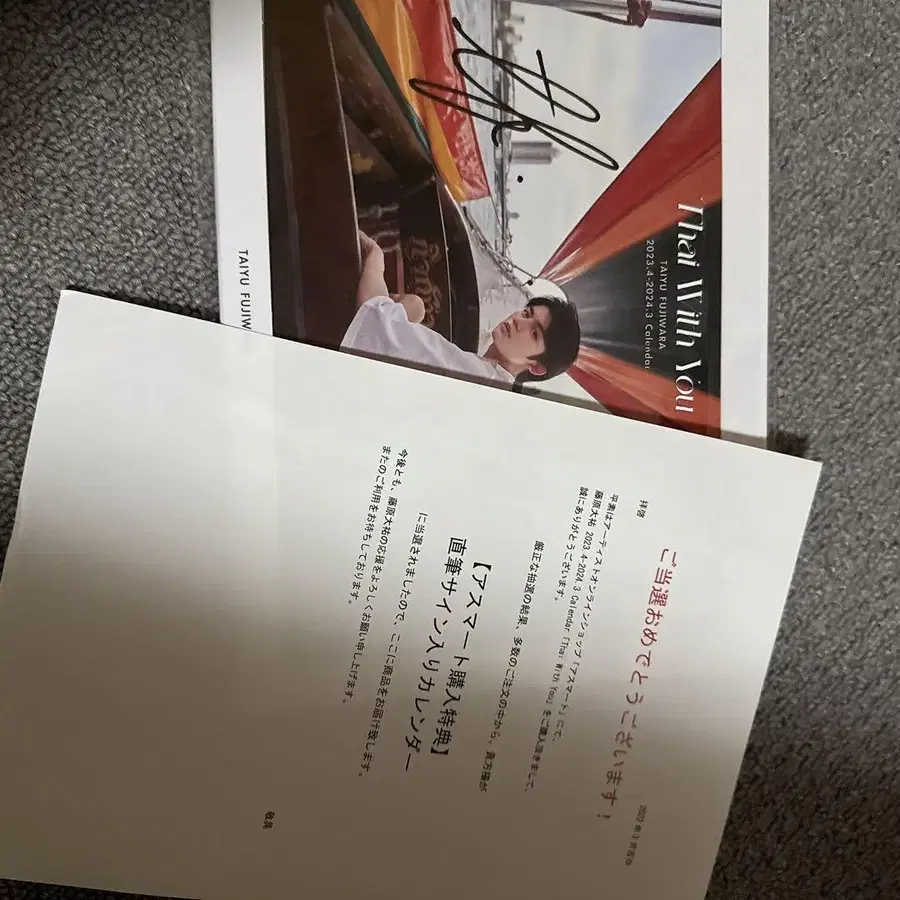 Thai With You
TAIYU FUJIWARA
2023.4-2024.3 Calendar
TAIYU FUJIW
ご当選おめでとうございます!
拝啓
平素はアーティストオンラインショップ「アスマート」にて、
藤原大祐 2023.4-2024.3 Calendar「Thai With You」をご購入頂きまして、
誠にありがとうございます。
厳正な抽選の結果、多数のご注文の中から、貴方様が
【アスマート購入特典】
直筆サイン入りカレンダー
に当選されましたので、ここに商品をお届け致します。
今後とも、藤原大祐の応援をよろしくお願い申し上げます。
またのご利用をお待ちしております。
敬具